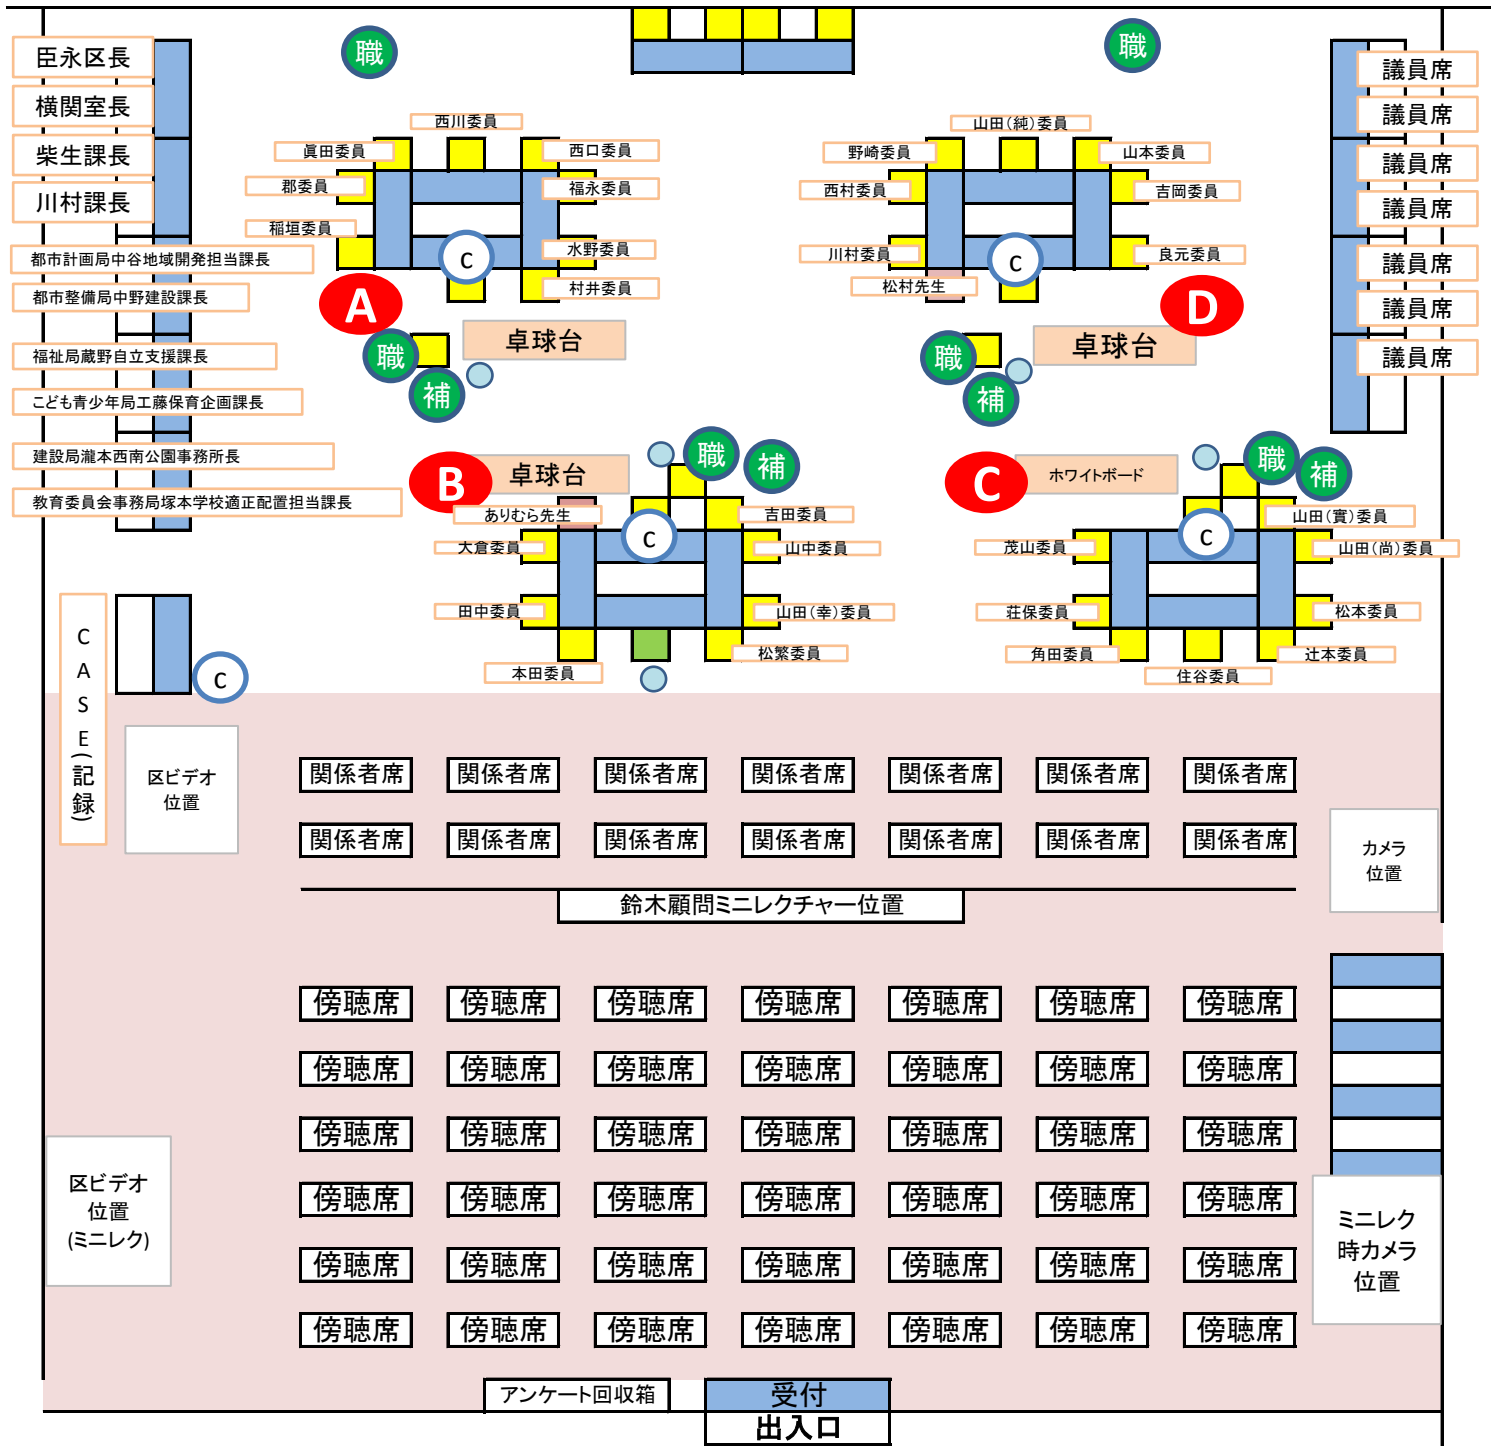 職
職
臣永区長
横関室長
柴生課長
川村課長
都市計画局中谷地域開発担当課長
都市整備局中野建設課長
福祉局蔵野自立支援課長
こども青少年局工藤保育企画課長
建設局瀧本西南公園事務所長
教育委員会事務局塚本学校適正配置担当課長
西川委員
眞田委員
西口委員
郡委員
福永委員
稲垣委員
水野委員
村井委員
C
A
卓球台
職
補
山田(純)委員
野崎委員
山本委員
西村委員
吉岡委員
川村委員
良元委員
松村先生
C
D
卓球台
職
補
議員席
議員席
議員席
議員席
議員席
議員席
議員席
B
卓球台
職
補
ありむら先生
吉田委員
大倉委員
C
山中委員
田中委員
山田(幸)委員
本田委員
松繁委員
C
ホワイトボード
職
補
山田(實)委員
茂山委員
C
山田(尚)委員
荘保委員
松本委員
角田委員
辻本委員
住谷委員
CASE(記録)
C
区ビデオ
位置
関係者席 関係者席 関係者席 関係者席 関係者席 関係者席 関係者席
関係者席 関係者席 関係者席 関係者席 関係者席 関係者席 関係者席
カメラ
位置
鈴木顧問ミニレクチャー位置
傍聴席 傍聴席 傍聴席 傍聴席 傍聴席 傍聴席 傍聴席
傍聴席 傍聴席 傍聴席 傍聴席 傍聴席 傍聴席 傍聴席
傍聴席 傍聴席 傍聴席 傍聴席 傍聴席 傍聴席 傍聴席
傍聴席 傍聴席 傍聴席 傍聴席 傍聴席 傍聴席 傍聴席
傍聴席 傍聴席 傍聴席 傍聴席 傍聴席 傍聴席 傍聴席
傍聴席 傍聴席 傍聴席 傍聴席 傍聴席 傍聴席 傍聴席
区ビデオ
位置
(ミニレク)
ミニレク
時カメラ
位置
アンケート回収箱
受付
出入口